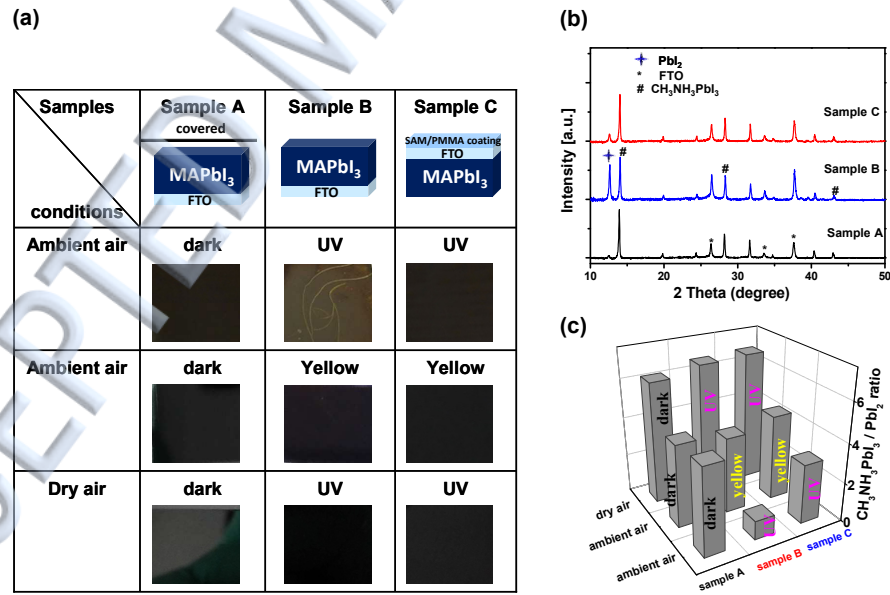 (a)
Samples
conditions
Sample A
covered
MAPbI3
FTO
Sample B
MAPbI3
FTO
Sample C
SAM/PMMA coating
FTO
MAPbI3
Ambient air
dark
UV
UV
Ambient air
dark
Yellow
Yellow
Dry air
dark
UV
UV
(b)
PbI2
* FTO
# CH3NH3PbI3
Sample C
Sample B
Sample A
#
#
#
* * *
Intensity [a.u.]
10 20 30 40 50
2 Theta (degree)
(c)
dark
UV
UV
dark
yellow
yellow
dark
UV
UV
dry air
ambient air
ambient air
sample A
sample B
sample C
6
4
2
0
CH3NH3PbI3 / PbI2 ratio